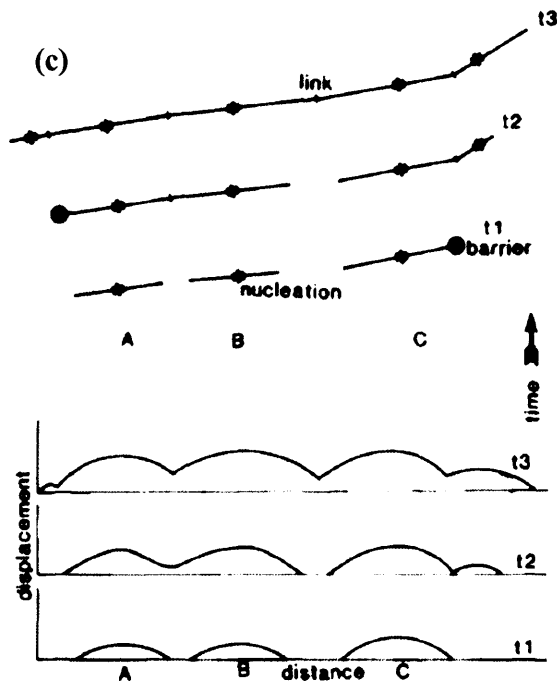 (c)
t3
link
t2
t1
barrier
nucleation
A B C
time
displacement
t3
t2
t1
A B distance C